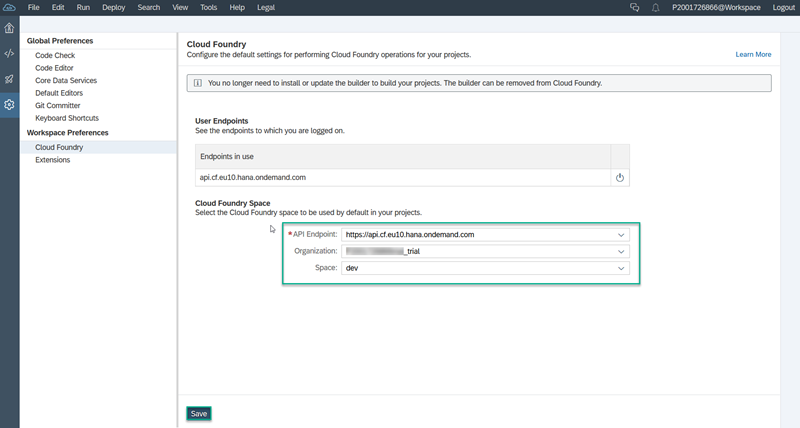 File Edit Run Deploy Search View Tools Help Legal P2001726866@Workspace Logout
Global Preferences
Code Check
Code Editor
Core Data Services
Default Editors
Git Committer
Keyboard Shortcuts
Workspace Preferences
Cloud Foundry
Extensions
Cloud Foundry
Configure the default settings for performing Cloud Foundry operations for your projects.
Learn More
You no longer need to install or update the builder to build your projects. The builder can be removed from Cloud Foundry.
User Endpoints
See the endpoints to which you are logged on.
Endpoints in use
api.cf.eu10.hana.ondemand.com
Cloud Foundry Space
Select the Cloud Foundry space to be used by default in your projects.
*API Endpoint: https://api.cf.eu10.hana.ondemand.com
Organization: _trial
Space: dev
Save